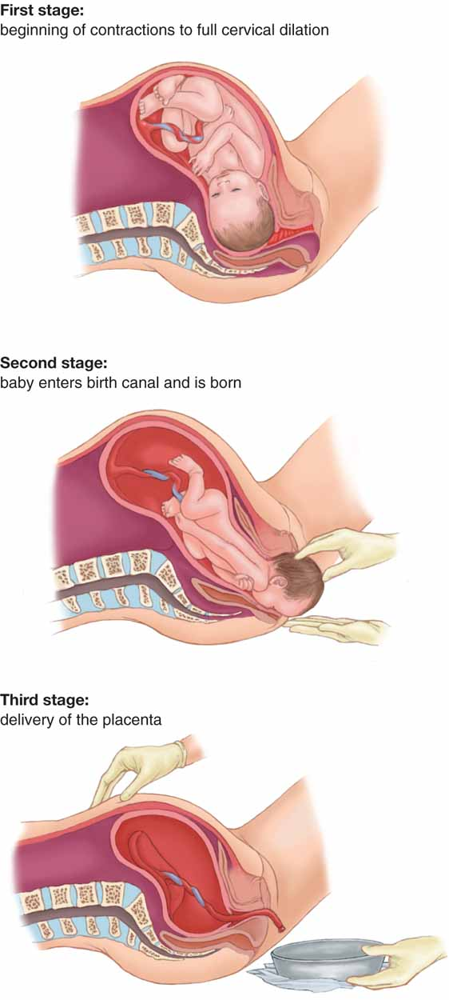 First stage:
beginning of contractions to full cervical dilation
Second stage:
baby enters birth canal and is born
Third stage:
delivery of the placenta